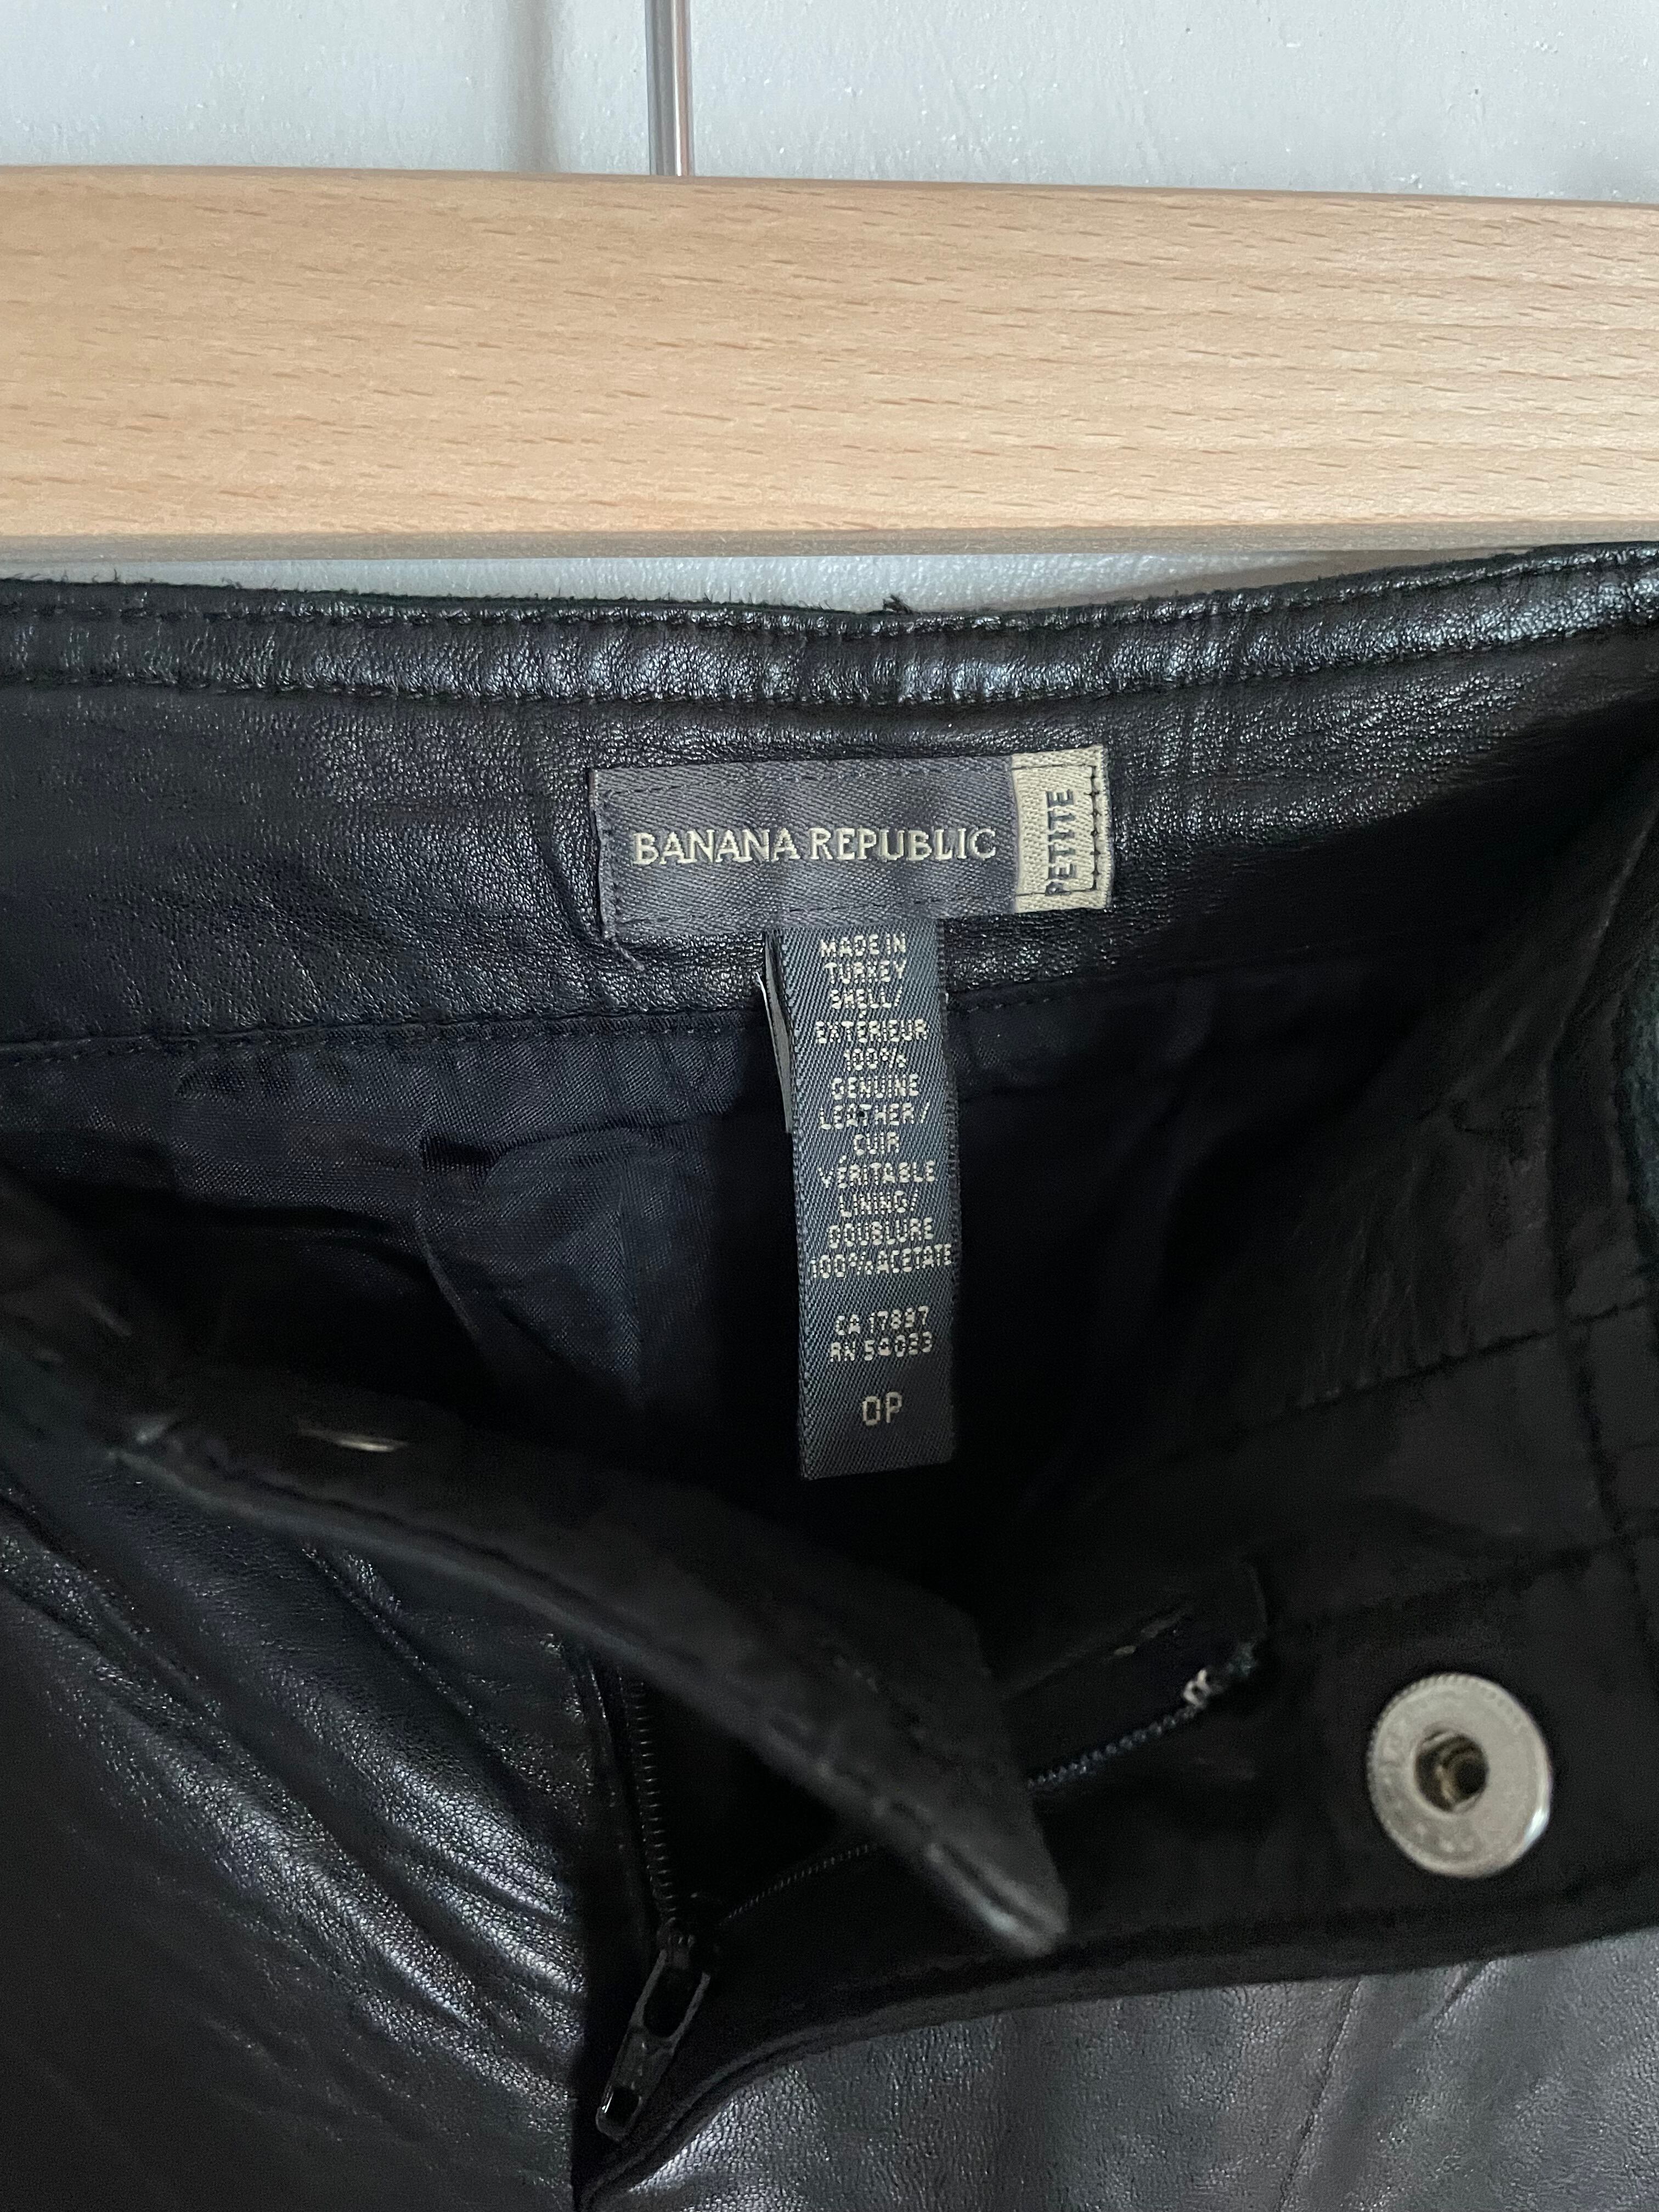 BANANA REPUBLIC
PETITE
MADE IN
TURKEY
SHELL/
EXTÉRIEUR
100%
GENUINE
LEATHER/
CUIR
VERITABLE
LINING/
DOUBLURE
100% ACETATE
CA 17897
RN 54023
0P